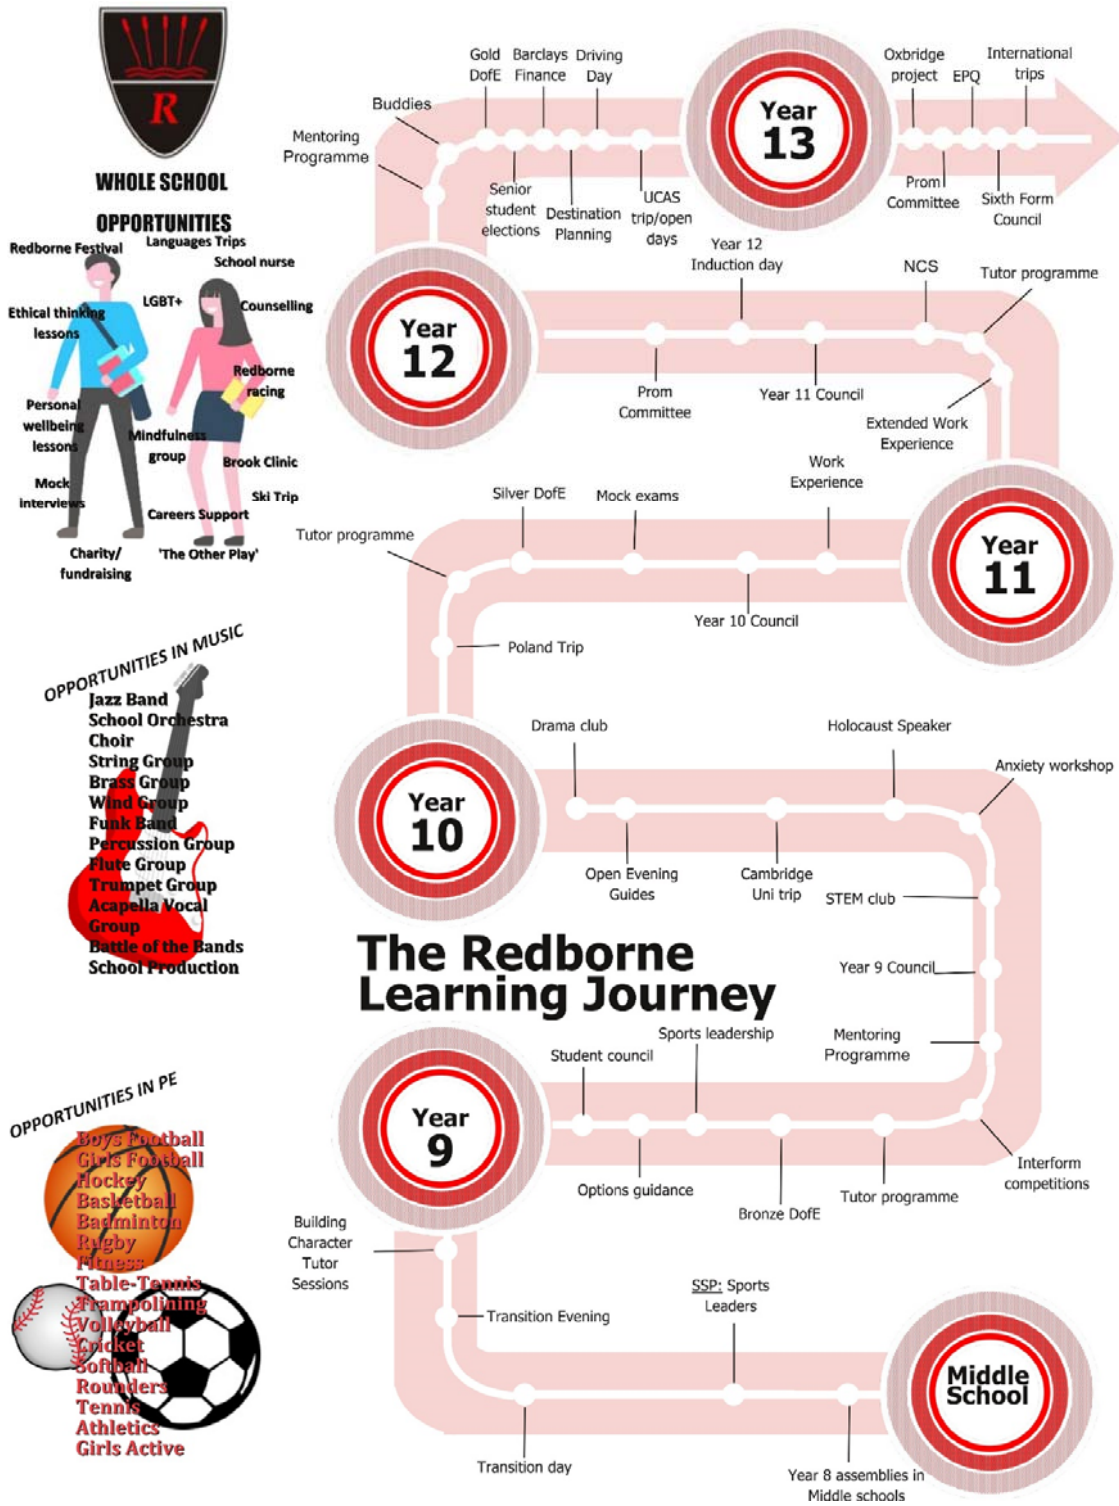 R
WHOLE SCHOOL
OPPORTUNITIES
Redborne Festival
Languages Trips
School nurse
LGBT+
Counselling
Ethical thinking
lessons
Redborne
racing
Personal
wellbeing
lessons
Mindfulness
group
Brook Clinic
Mock
interviews
Ski Trip
Careers Support
Charity/
fundraising
'The Other Play'
OPPORTUNITIES IN MUSIC
Jazz Band
School Orchestra
Choir
String Group
Brass Group
Wind Group
Funk Band
Percussion Group
Flute Group
Trumpet Group
Acapella Vocal
Group
Battle of the Bands
School Production
OPPORTUNITIES IN PE
Boys Football
Girls Football
Hockey
Basketball
Badminton
Rugby
Fitness
Table-Tennis
Trampolining
Volleyball
Cricket
Softball
Rounders
Tennis
Athletics
Girls Active
Mentoring
Programme
Buddies
Gold
DofE
Senior
student
elections
Barclays
Finance
Destination
Planning
Driving
Day
UCAS
trip/open
days
Year
13
Oxbridge
project
Prom
Committee
EPQ
Sixth Form
Council
International
trips
Year
12
Prom
Committee
Year 12
Induction day
Year 11 Council
NCS
Tutor programme
Extended Work
Experience
Year
11
Work
Experience
Year 10 Council
Mock exams
Silver DofE
Tutor programme
Poland Trip
Year
10
Drama club
Open Evening
Guides
Cambridge
Uni trip
Holocaust Speaker
Anxiety workshop
STEM club
Year 9 Council
Mentoring
Programme
Interform
competitions
The Redborne
Learning Journey
Year
9
Student council
Options guidance
Sports leadership
Bronze DofE
Tutor programme
Building
Character
Tutor
Sessions
Transition Evening
Transition day
SSP: Sports
Leaders
Year 8 assemblies in
Middle schools
Middle
School